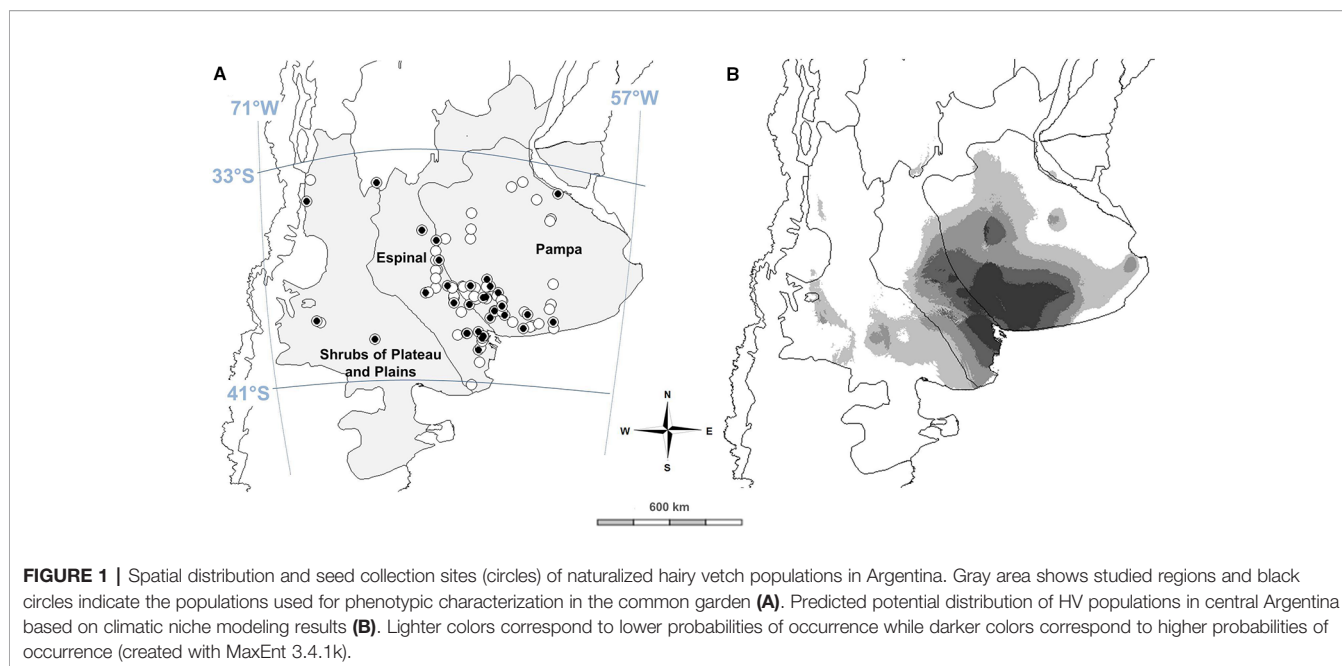 A
B
71°W
57°W
33°S
Espinal
Pampa
Shrubs of Plateau
and Plains
41°S
N
W
E
S
600 km
FIGURE 1 | Spatial distribution and seed collection sites (circles) of naturalized hairy vetch populations in Argentina. Gray area shows studied regions and black
circles indicate the populations used for phenotypic characterization in the common garden (A). Predicted potential distribution of HV populations in central Argentina
based on climatic niche modeling results (B). Lighter colors correspond to lower probabilities of occurrence while darker colors correspond to higher probabilities of
occurrence (created with MaxEnt 3.4.1k).